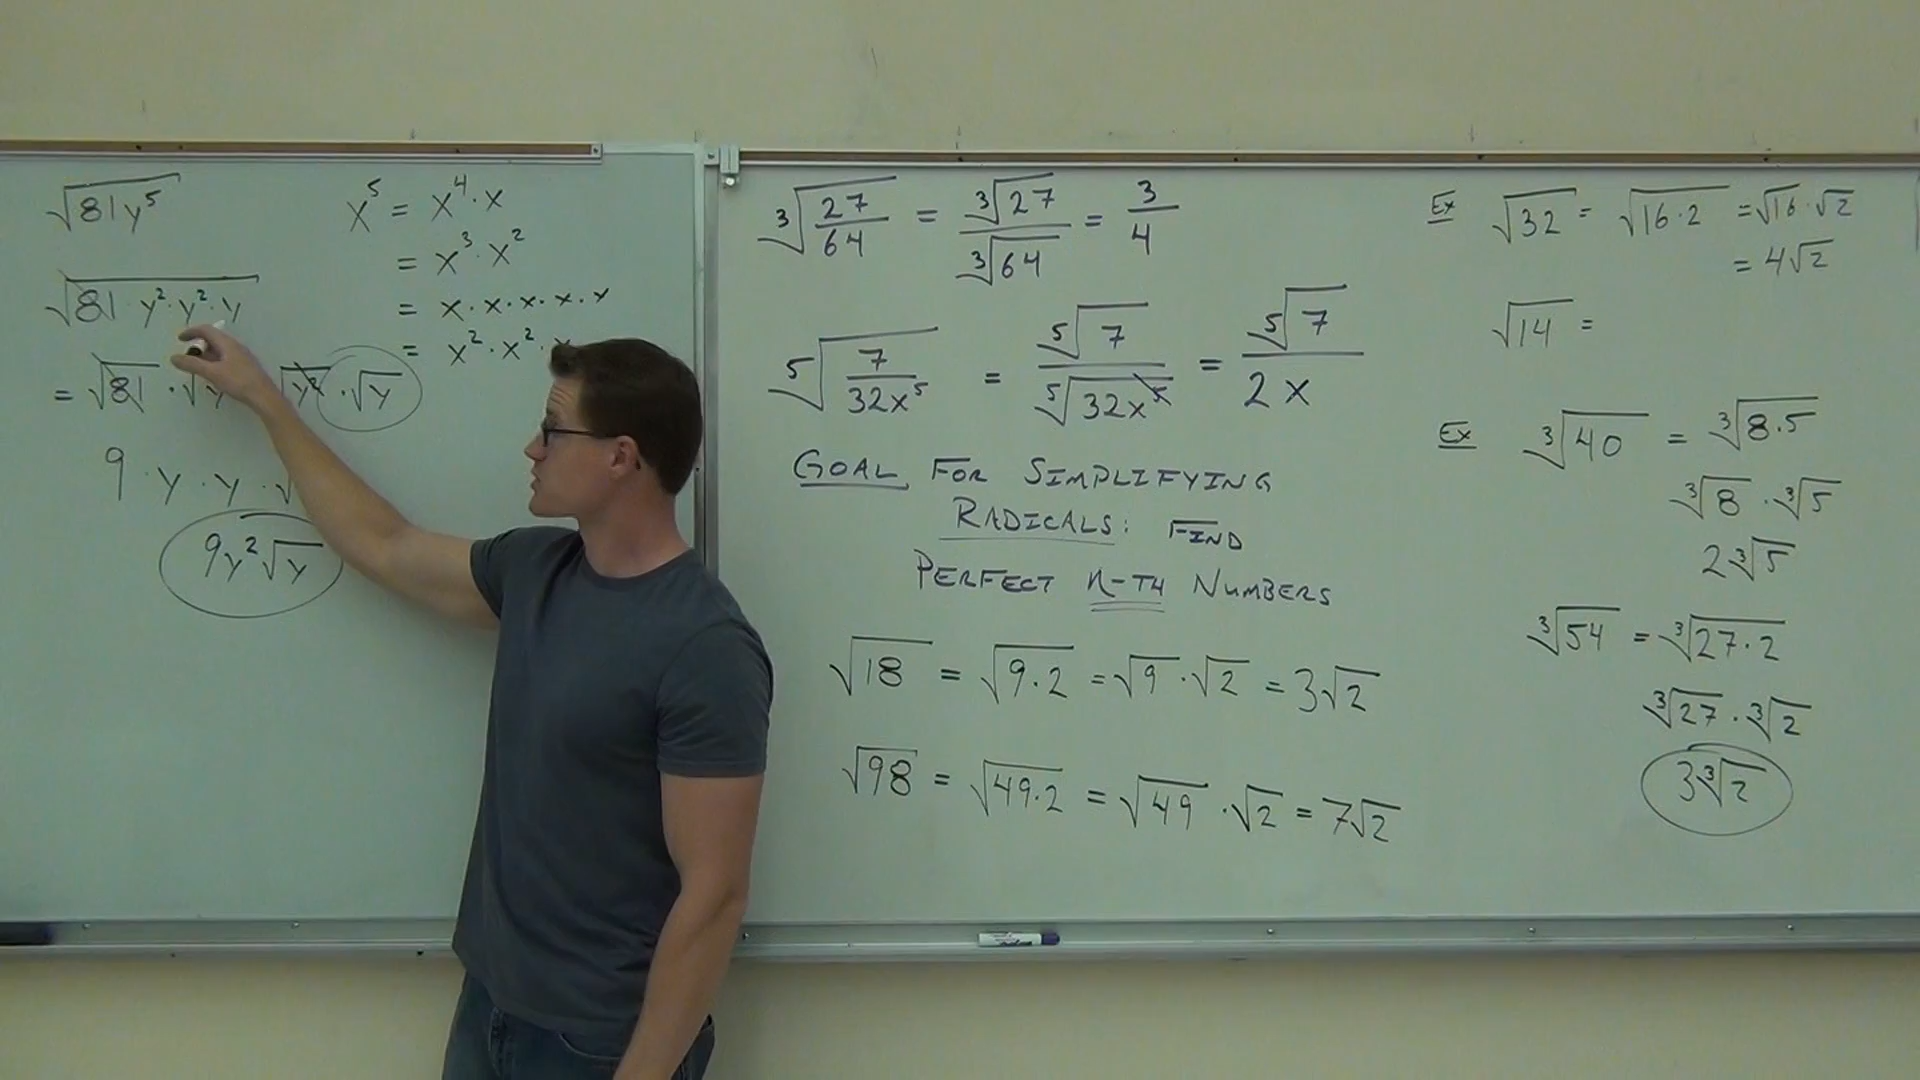 √81y⁵
√81·y²·y²·y
= √81 · √y √y² · √y
9 · y · y · √
9y²√y
x⁵ = x⁴·x
= x³·x²
= x·x·x·x·x
= x²·x²·x
³√27/64 = ³√27/³√64 = 3/4
⁵√7/32x⁵ = ⁵√7/⁵√32x⁵ = ⁵√7/2x
GOAL FOR SIMPLIFYING
RADICALS: FIND
PERFECT n-TH NUMBERS
√18 = √9·2 = √9·√2 = 3√2
√98 = √49·2 = √49·√2 = 7√2
Ex √32 = √16·2 = √16·√2
= 4√2
√14 =
Ex ³√40 = ³√8·5
³√8·³√5
2³√5
³√54 = ³√27·2
³√27·³√2
3³√2